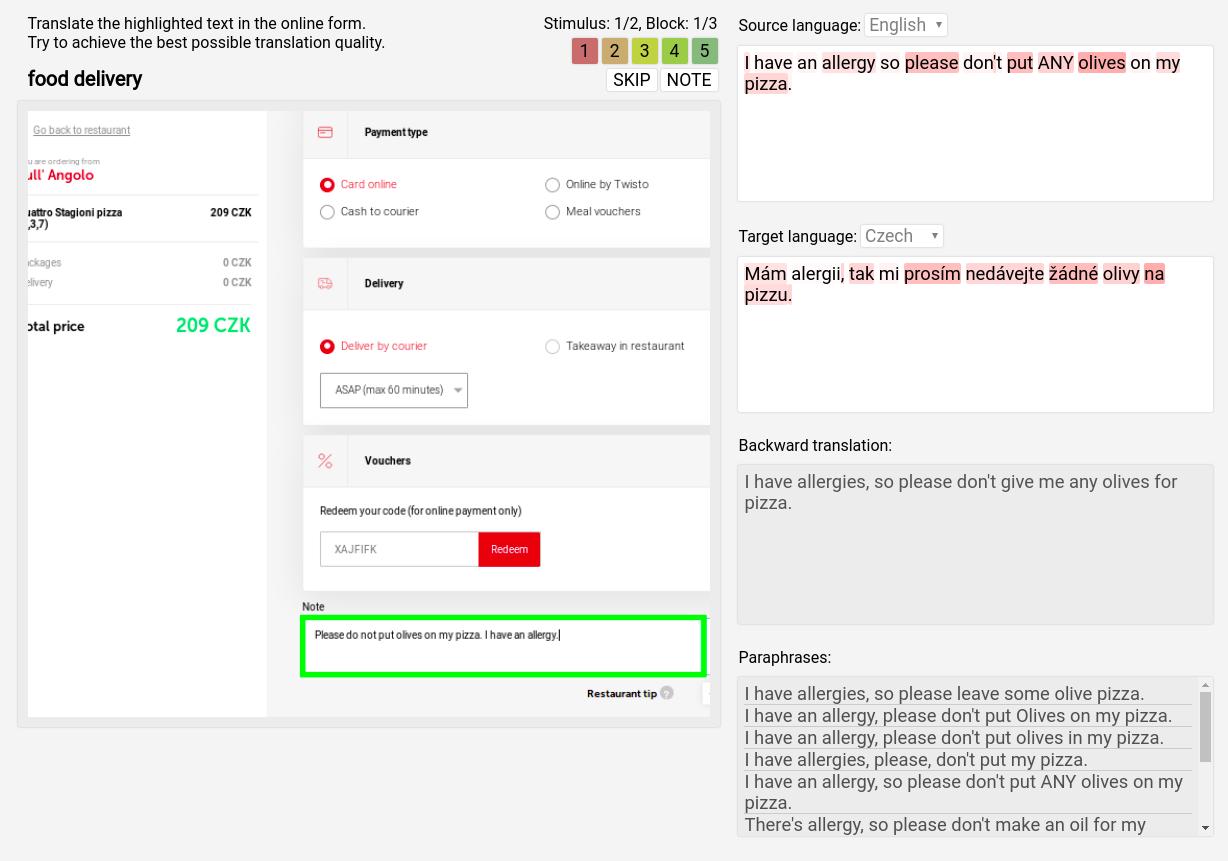 Translate the highlighted text in the online form.
Try to achieve the best possible translation quality.
Stimulus: 1/2, Block: 1/3
1 2 3 4 5
food delivery
SKIP NOTE
Go back to restaurant
u are ordering from
ull' Angolo
uattro Stagioni pizza 209 CZK
,3,7)
ckages 0 CZK
elivery 0 CZK
otal price 209 CZK
Payment type
Card online Online by Twisto
Cash to courier Meal vouchers
Delivery
Deliver by courier Takeaway in restaurant
ASAP (max 60 minutes)
% Vouchers
Redeem your code (for online payment only)
XAJFIFK Redeem
Note
Please do not put olives on my pizza. I have an allergy.
Restaurant tip ?
Source language: English
I have an allergy so please don't put ANY olives on my
pizza.
Target language: Czech
Mám alergii, tak mi prosím nedávejte žádné olivy na
pizzu.
Backward translation:
I have allergies, so please don't give me any olives for
pizza.
Paraphrases:
I have allergies, so please leave some olive pizza.
I have an allergy, please don't put Olives on my pizza.
I have an allergy, please don't put olives in my pizza.
I have allergies, please, don't put my pizza.
I have an allergy, so please don't put ANY olives on my
pizza.
There's allergy, so please don't make an oil for my